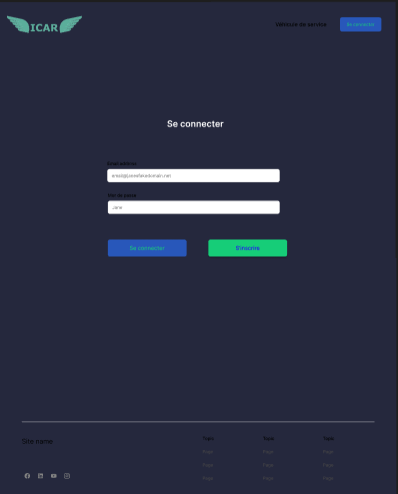 ICAR
Véhicule de service
Se connecter
Se connecter
Email address
email@janesfakedomain.net
Mot de passe
Jane
Se connecter
S'inscrire
Site name
Topic
Topic
Topic
Page
Page
Page
Page
Page
Page
Page
Page
Page